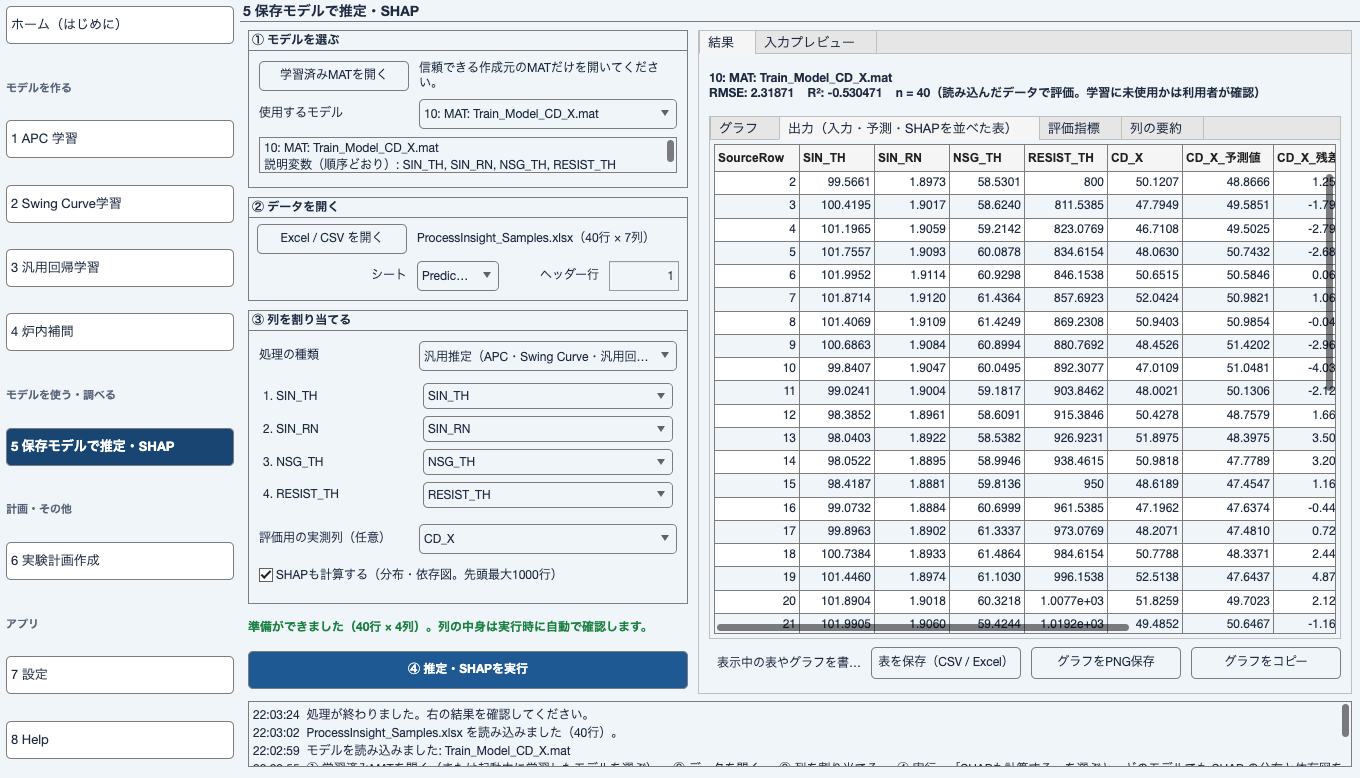 ホーム（はじめに）
モデルを作る
1 APC 学習
2 Swing Curve学習
3 汎用回帰学習
4 炉内補間
モデルを使う・調べる
5 保存モデルで推定・SHAP
計画・その他
6 実験計画作成
アプリ
7 設定
8 Help
5 保存モデルで推定・SHAP
① モデルを選ぶ
学習済みMATを開く
信頼できる作成元のMATだけを開いてくださ
い。
使用するモデル
10: MAT: Train_Model_CD_X.mat
10: MAT: Train_Model_CD_X.mat
説明変数（順序どおり）: SIN_TH, SIN_RN, NSG_TH, RESIST_TH
② データを開く
Excel / CSV を開く
ProcessInsight_Samples.xlsx（40行 × 7列）
シート Predic... ヘッダー行 1
③ 列を割り当てる
処理の種類 汎用推定（APC・Swing Curve・汎用回...
1. SIN_TH SIN_TH
2. SIN_RN SIN_RN
3. NSG_TH NSG_TH
4. RESIST_TH RESIST_TH
評価用の実測列（任意） CD_X
SHAPも計算する（分布・依存図。先頭最大1000行）
準備ができました（40行 × 4列）。列の中身は実行時に自動で確認します。
④ 推定・SHAPを実行
結果 入力プレビュー
10: MAT: Train_Model_CD_X.mat
RMSE: 2.31871 R²: -0.530471 n = 40（読み込んだデータで評価。学習に未使用かは利用者が確認）
グラフ 出力（入力・予測・SHAPを並べた表） 評価指標 列の要約
SourceRow SIN_TH SIN_RN NSG_TH RESIST_TH CD_X CD_X_予測値 CD_X_残差
2 99.5661 1.8973 58.5301 800 50.1207 48.8666 1.25
3 100.4195 1.9017 58.6240 811.5385 47.7949 49.5851 -1.79
4 101.1965 1.9059 59.2142 823.0769 46.7108 49.5025 -2.79
5 101.7557 1.9093 60.0878 834.6154 48.0630 50.7432 -2.68
6 101.9952 1.9114 60.9298 846.1538 50.6515 50.5846 0.06
7 101.8714 1.9120 61.4364 857.6923 52.0424 50.9821 1.06
8 101.4069 1.9109 61.4249 869.2308 50.9403 50.9854 -0.04
9 100.6863 1.9084 60.8994 880.7692 48.4526 51.4202 -2.96
10 99.8407 1.9047 60.0495 892.3077 47.0109 51.0481 -4.03
11 99.0241 1.9004 59.1817 903.8462 48.0021 50.1306 -2.12
12 98.3852 1.8961 58.6091 915.3846 50.4278 48.7579 1.66
13 98.0403 1.8922 58.5382 926.9231 51.8975 48.3975 3.50
14 98.0522 1.8895 58.9946 938.4615 50.9818 47.7789 3.20
15 98.4187 1.8881 59.8136 950 48.6189 47.4547 1.16
16 99.0732 1.8884 60.6999 961.5385 47.1962 47.6374 -0.44
17 99.8963 1.8902 61.3337 973.0769 48.2071 47.4810 0.72
18 100.7384 1.8933 61.4864 984.6154 50.7788 48.3371 2.44
19 101.4460 1.8974 61.1030 996.1538 52.5138 47.6437 4.87
20 101.8904 1.9018 60.3218 1.0077e+03 51.8259 49.7023 2.12
21 101.9905 1.9060 59.4244 1.0192e+03 49.4852 50.6467 -1.16
表示中の表やグラフを書... 表を保存（CSV / Excel） グラフをPNG保存 グラフをコピー
22:03:24 処理が終わりました。右の結果を確認してください。
22:03:02 ProcessInsight_Samples.xlsx を読み込みました（40行）。
22:02:59 モデルを読み込みました: Train_Model_CD_X.mat